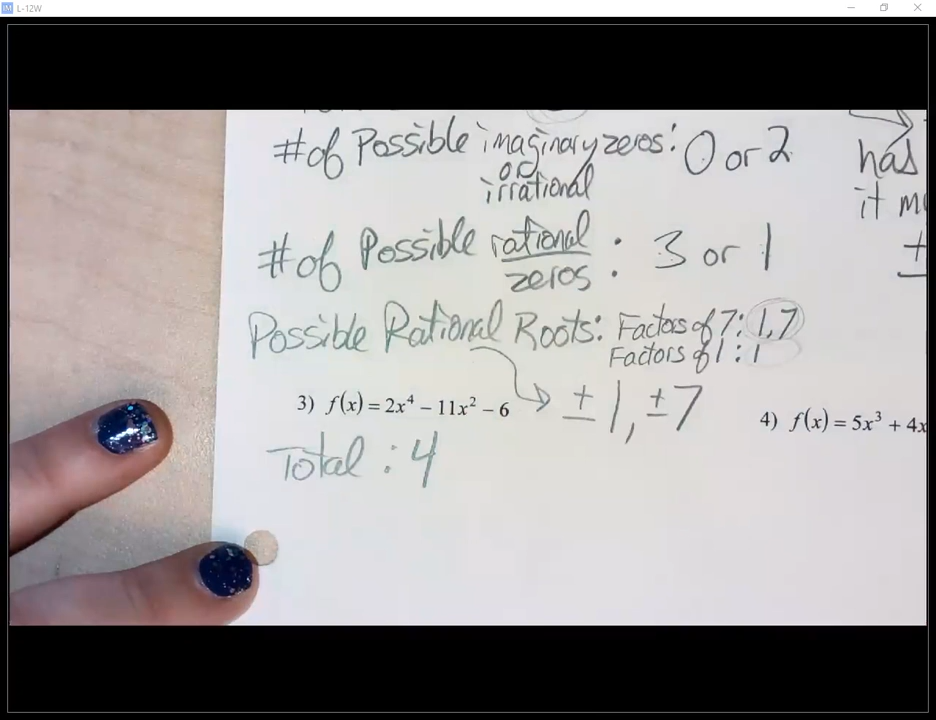 L-12W
# of Possible imaginary zeros: 0 or 2
or
irrational
has
it
# of Possible rational zeros : 3 or 1
±
Possible Rational Roots: Factors of 7: 1,7
Factors of 1 : 1
3) f(x) = 2x⁴ − 11x² − 6
± 1, ± 7
4) f(x) = 5x³ + 4x
Total : 4